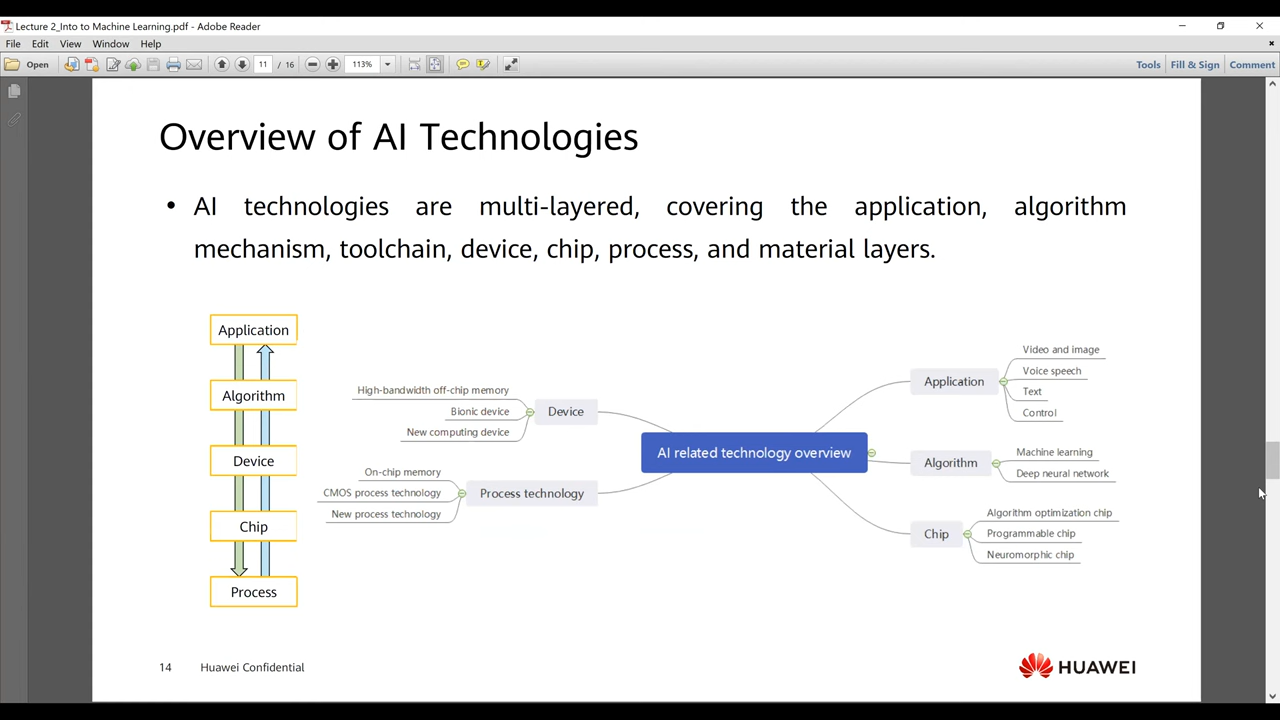 Lecture 2_Into to Machine Learning.pdf - Adobe Reader
File Edit View Window Help
Open 11 / 16 113% Tools Fill & Sign Comment
Overview of AI Technologies
• AI technologies are multi-layered, covering the application, algorithm
mechanism, toolchain, device, chip, process, and material layers.
Application
Algorithm
Device
Chip
Process
High-bandwidth off-chip memory
Bionic device
New computing device
Device
On-chip memory
CMOS process technology
New process technology
Process technology
AI related technology overview
Application
Video and image
Voice speech
Text
Control
Algorithm
Machine learning
Deep neural network
Chip
Algorithm optimization chip
Programmable chip
Neuromorphic chip
14 Huawei Confidential
HUAWEI